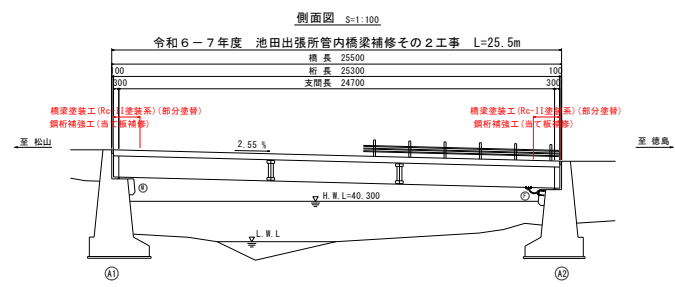 側面図 S=1:100
令和6-7年度 池田出張所管内橋梁補修その2工事 L=25.5m
橋 長 25500
100 桁 長 25300 100
300 支間長 24700 300
橋梁塗装工(Rc-II塗装系)(部分塗替)
鋼桁補強工(当て板補修)
橋梁塗装工(Rc-II塗装系)(部分塗替)
鋼桁補強工(当て板補修)
至 松山
2.55 %
至 徳島
M
H.W.L=40.300
F
L.W.L
A1
A2